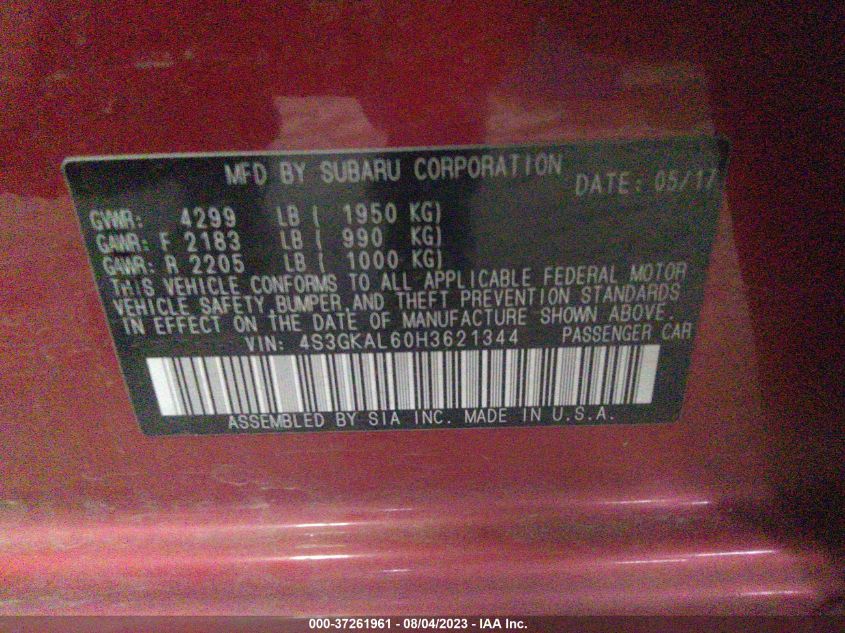 MFD BY SUBARU CORPORATION
DATE: 05/17
GVWR: 4299 LB ( 1950 KG)
GAWR: F 2183 LB ( 990 KG)
GAWR: R 2205 LB ( 1000 KG)
THIS VEHICLE CONFORMS TO ALL APPLICABLE FEDERAL MOTOR
VEHICLE SAFETY, BUMPER, AND THEFT PREVENTION STANDARDS
IN EFFECT ON THE DATE OF MANUFACTURE SHOWN ABOVE.
VIN: 4S3GKAL60H3621344 PASSENGER CAR
ASSEMBLED BY SIA INC. MADE IN U.S.A.
000-37261961 - 08/04/2023 - IAA Inc.